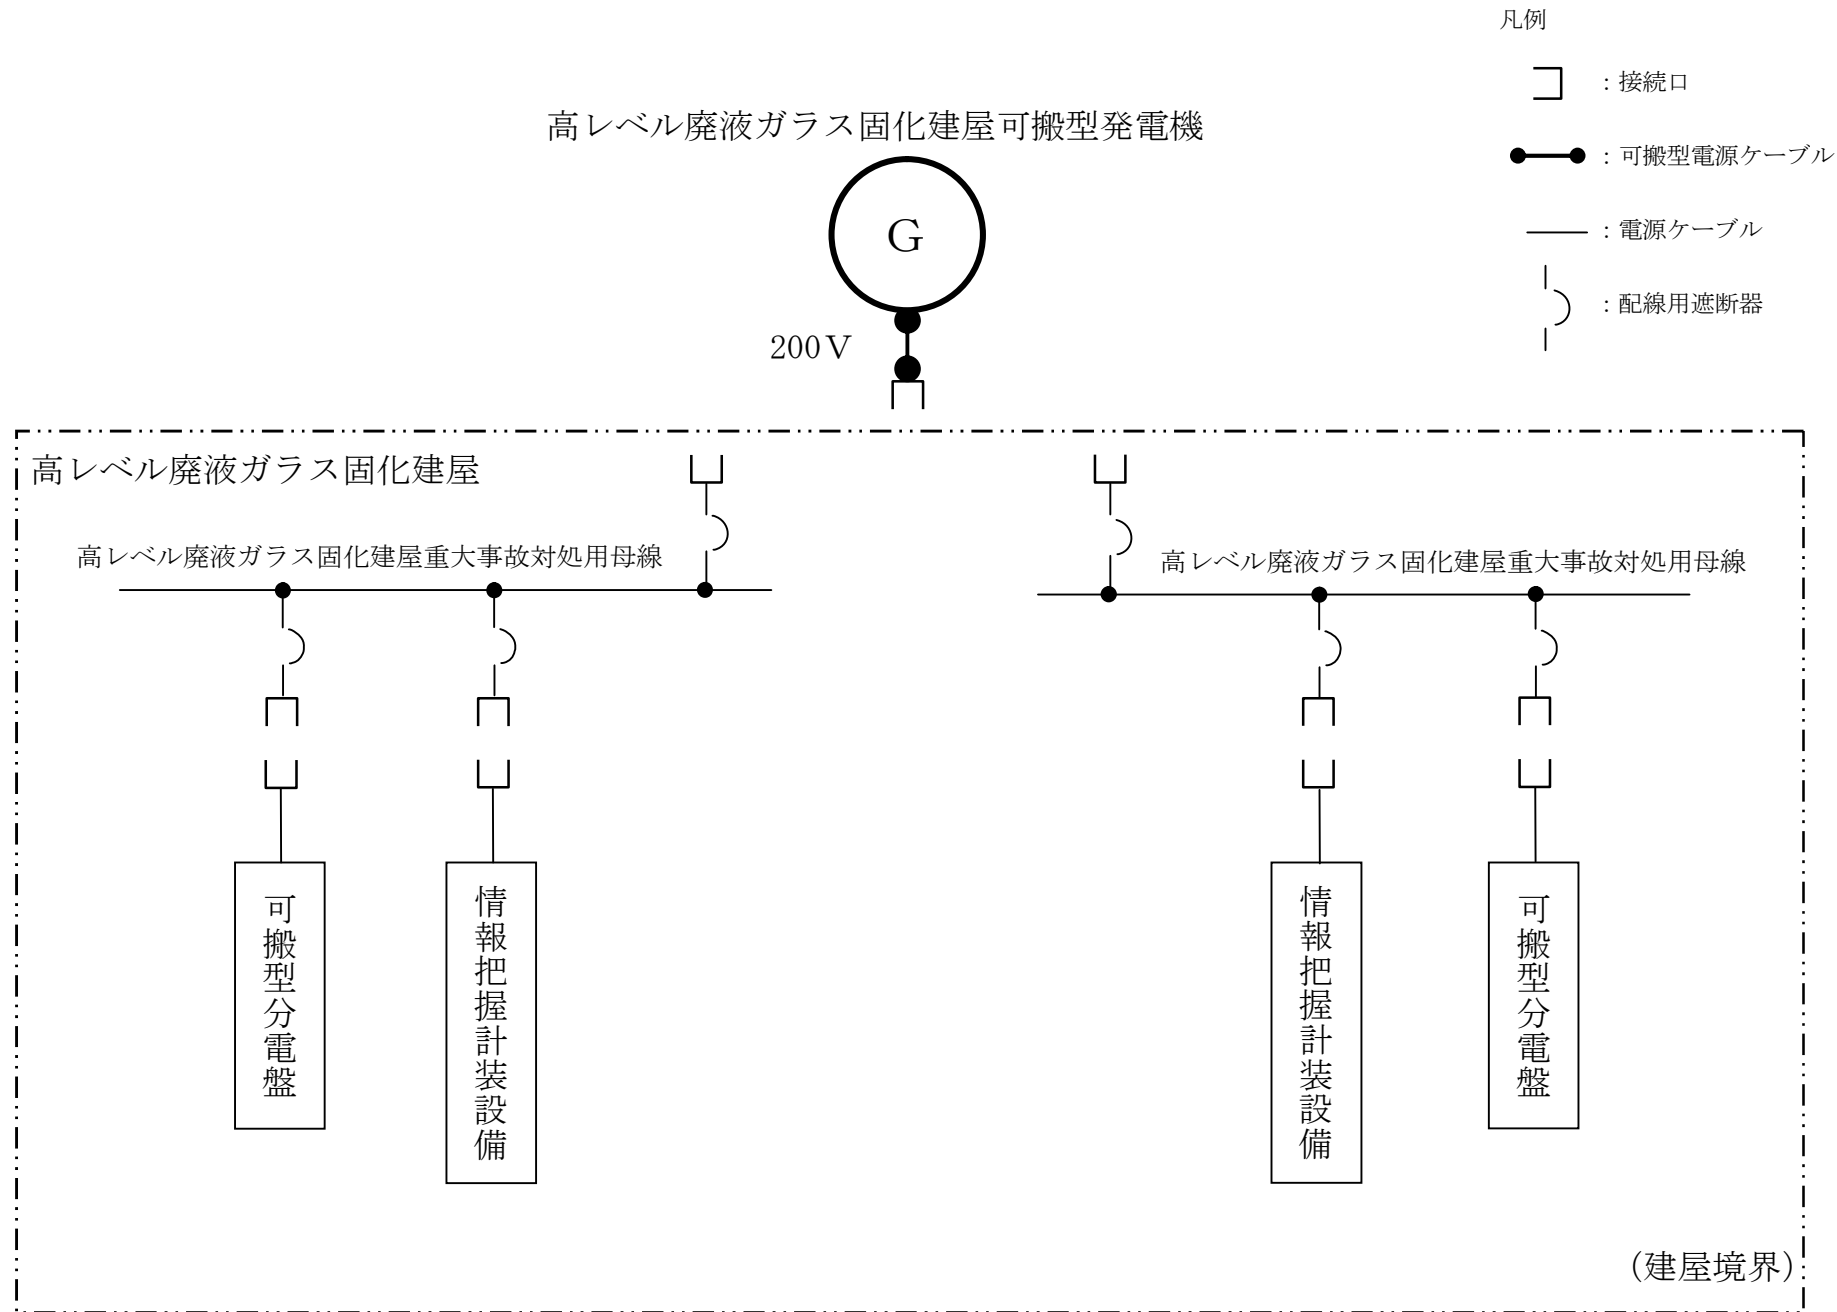 凡例
：接続口
高レベル廃液ガラス固化建屋可搬型発電機
：可搬型電源ケーブル
G
：電源ケーブル
：配線用遮断器
200V
高レベル廃液ガラス固化建屋
高レベル廃液ガラス固化建屋重大事故対処用母線
高レベル廃液ガラス固化建屋重大事故対処用母線
可搬型分電盤
情報把握計装設備
情報把握計装設備
可搬型分電盤
(建屋境界)